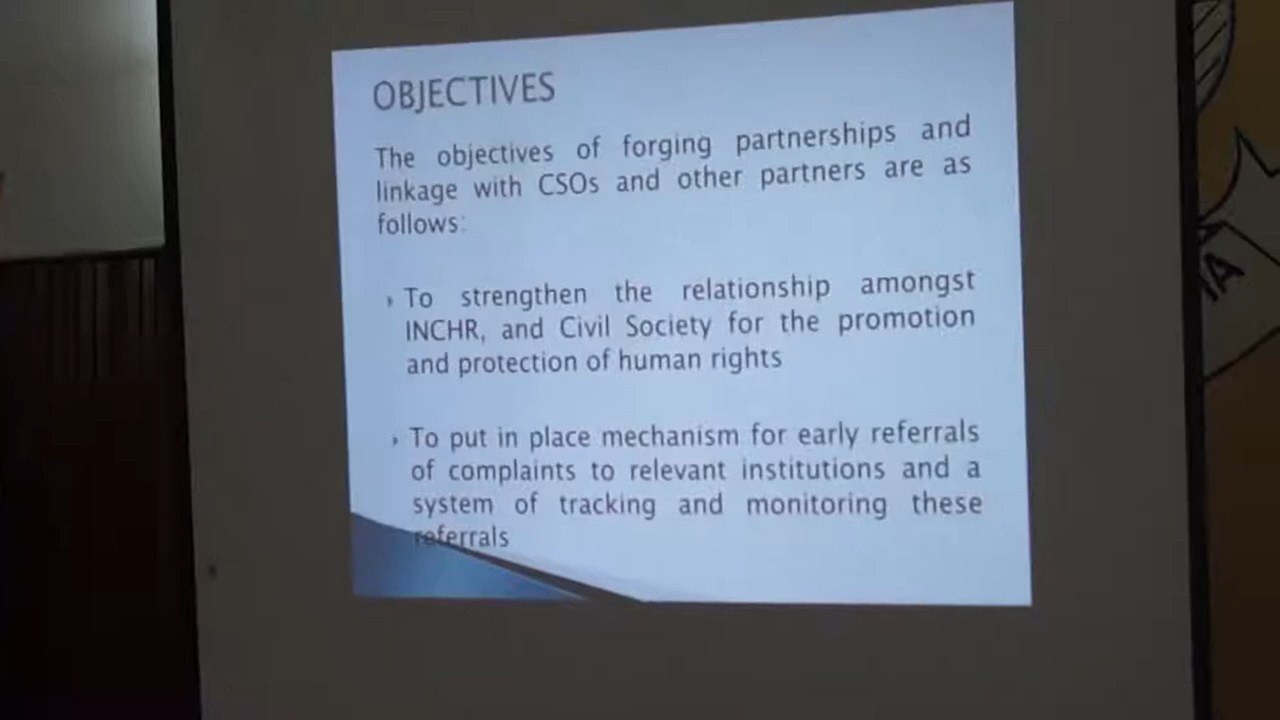 OBJECTIVES
The objectives of forging partnerships and
linkage with CSOs and other partners are as
follows:
To strengthen the relationship amongst
INCHR, and Civil Society for the promotion
and protection of human rights
To put in place mechanism for early referrals
of complaints to relevant institutions and a
system of tracking and monitoring these
referrals